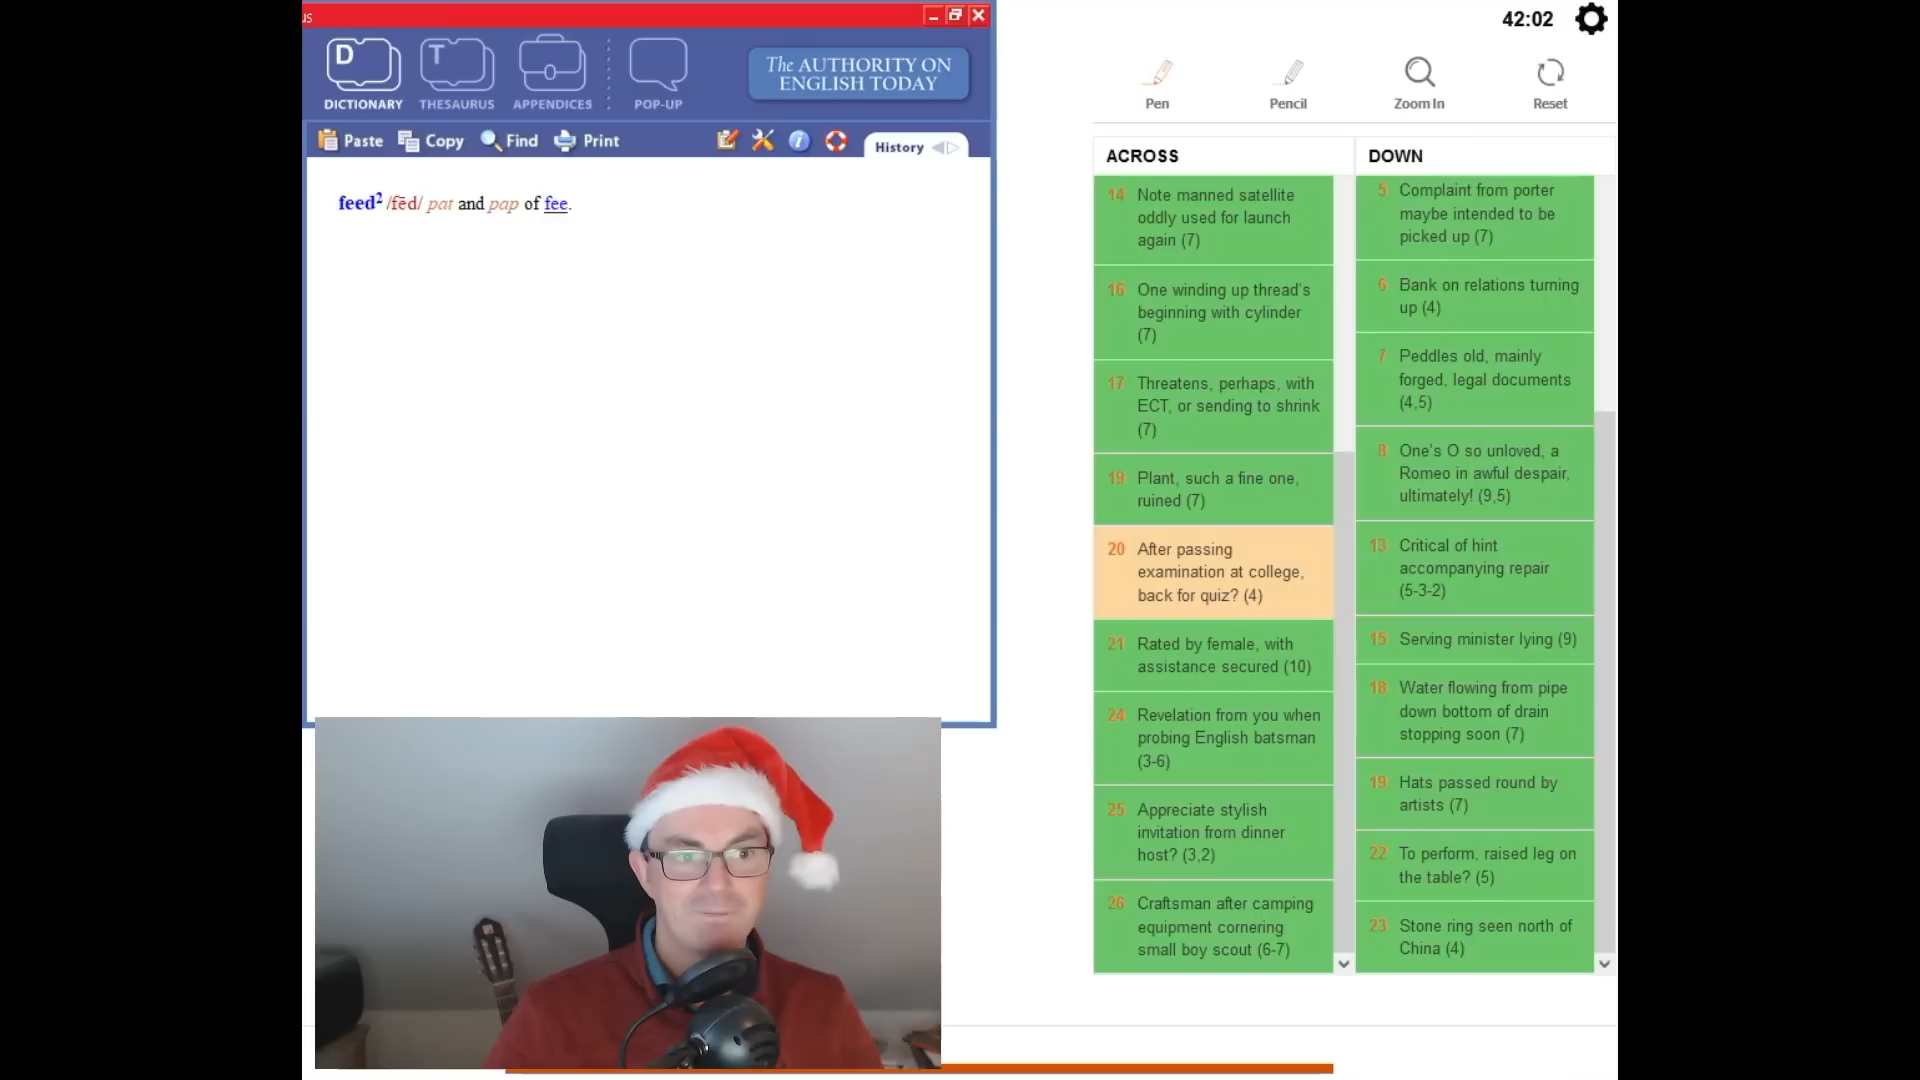 us
D
T
DICTIONARY
THESAURUS
APPENDICES
POP-UP
The AUTHORITY ON
ENGLISH TODAY
Paste
Copy
Find
Print
History
feed² /fēd/ pat and pap of fee.
42:02
Pen
Pencil
Zoom In
Reset
ACROSS
14 Note manned satellite
oddly used for launch
again (7)
16 One winding up thread's
beginning with cylinder
(7)
17 Threatens, perhaps, with
ECT, or sending to shrink
(7)
19 Plant, such a fine one,
ruined (7)
20 After passing
examination at college,
back for quiz? (4)
21 Rated by female, with
assistance secured (10)
24 Revelation from you when
probing English batsman
(3-6)
25 Appreciate stylish
invitation from dinner
host? (3,2)
26 Craftsman after camping
equipment cornering
small boy scout (6-7)
DOWN
5 Complaint from porter
maybe intended to be
picked up (7)
6 Bank on relations turning
up (4)
7 Peddles old, mainly
forged, legal documents
(4,5)
8 One's O so unloved, a
Romeo in awful despair,
ultimately! (9,5)
13 Critical of hint
accompanying repair
(5-3-2)
15 Serving minister lying (9)
18 Water flowing from pipe
down bottom of drain
stopping soon (7)
19 Hats passed round by
artists (7)
22 To perform, raised leg on
the table? (5)
23 Stone ring seen north of
China (4)